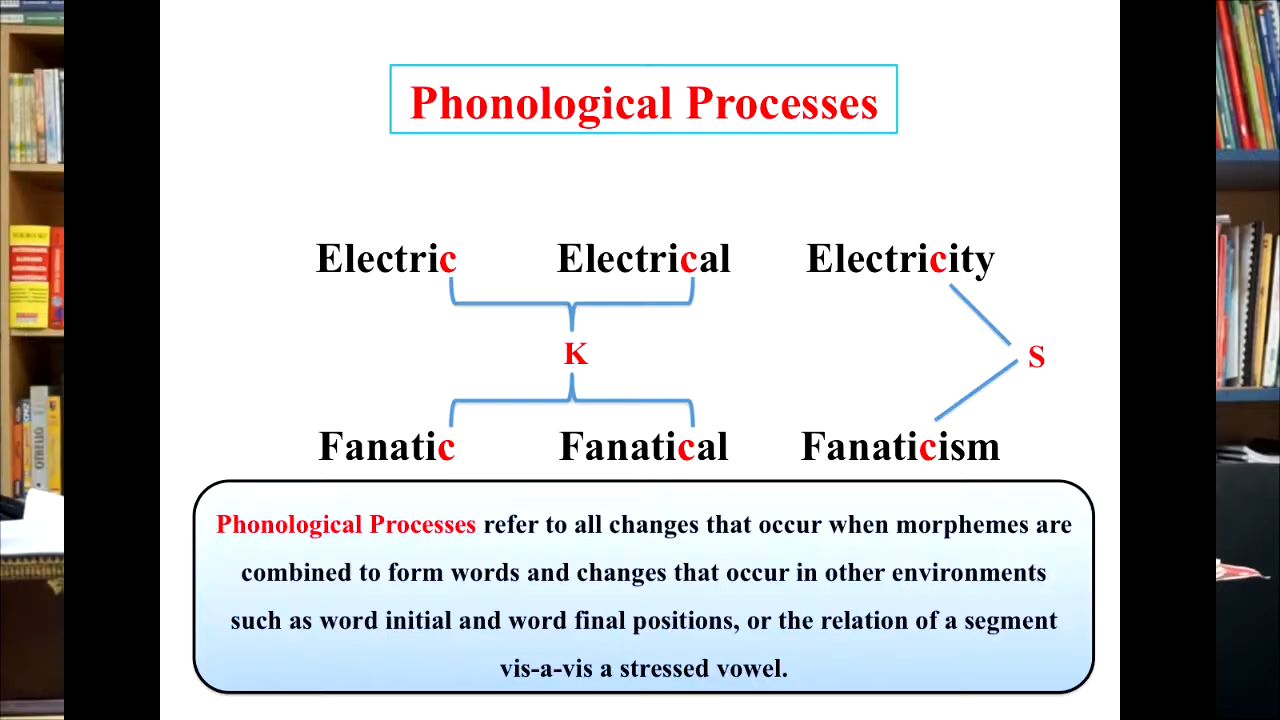 Phonological Processes
Electric Electrical Electricity
K
S
Fanatic Fanatical Fanaticism
Phonological Processes refer to all changes that occur when morphemes are
combined to form words and changes that occur in other environments
such as word initial and word final positions, or the relation of a segment
vis-a-vis a stressed vowel.